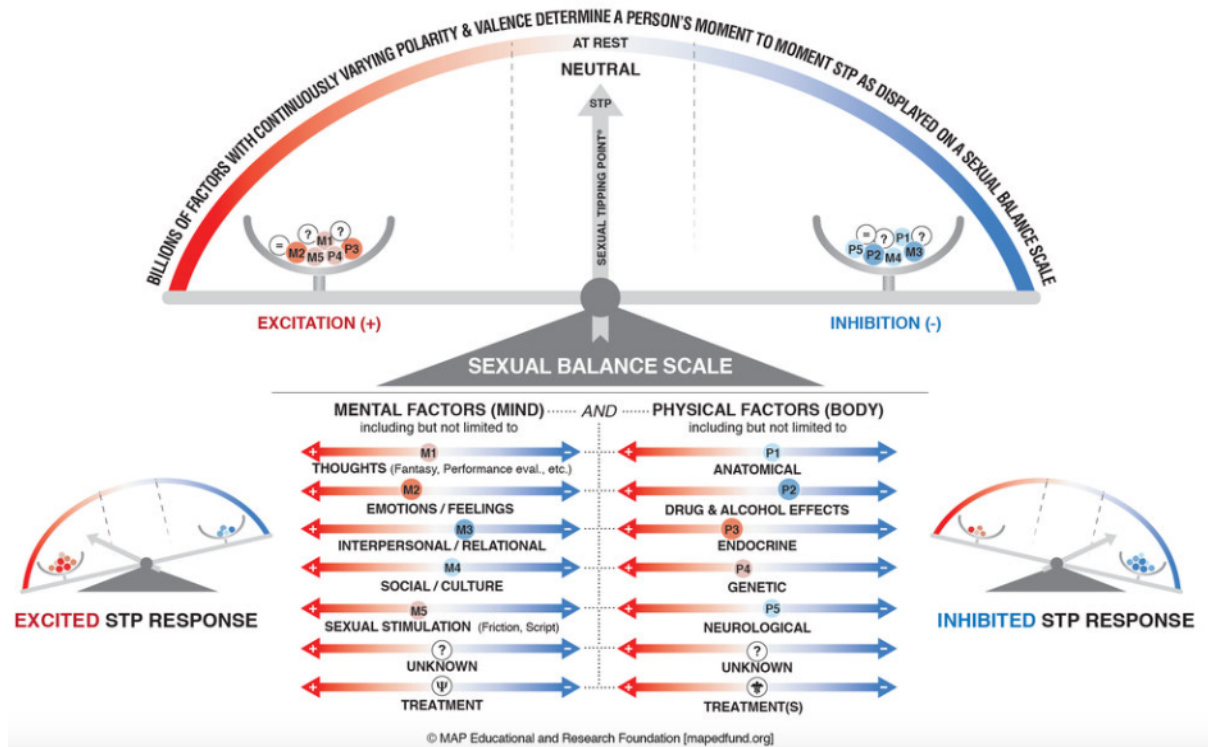 BILLIONS OF FACTORS WITH CONTINUOUSLY VARYING POLARITY & VALENCE DETERMINE A PERSON'S MOMENT TO MOMENT STP AS DISPLAYED ON A SEXUAL BALANCE SCALE
AT REST
NEUTRAL
STP
SEXUAL TIPPING POINT®
= ? M1 ?
M2 M5 P4 P3
= ? P1 ?
P5 P2 M4 M3
EXCITATION (+)
INHIBITION (-)
SEXUAL BALANCE SCALE
MENTAL FACTORS (MIND) AND PHYSICAL FACTORS (BODY)
including but not limited to
including but not limited to
+ M1 −
+ P1 −
THOUGHTS (Fantasy, Performance eval., etc.)
ANATOMICAL
+ M2 −
+ P2 −
EMOTIONS / FEELINGS
DRUG & ALCOHOL EFFECTS
+ M3 −
+ P3 −
INTERPERSONAL / RELATIONAL
ENDOCRINE
+ M4 −
+ P4 −
SOCIAL / CULTURE
GENETIC
+ M5 −
+ P5 −
SEXUAL STIMULATION (Friction, Script)
NEUROLOGICAL
+ ? −
+ ? −
UNKNOWN
UNKNOWN
+ Ψ −
+ −
TREATMENT
TREATMENT(S)
EXCITED STP RESPONSE
INHIBITED STP RESPONSE
© MAP Educational and Research Foundation [mapedfund.org]